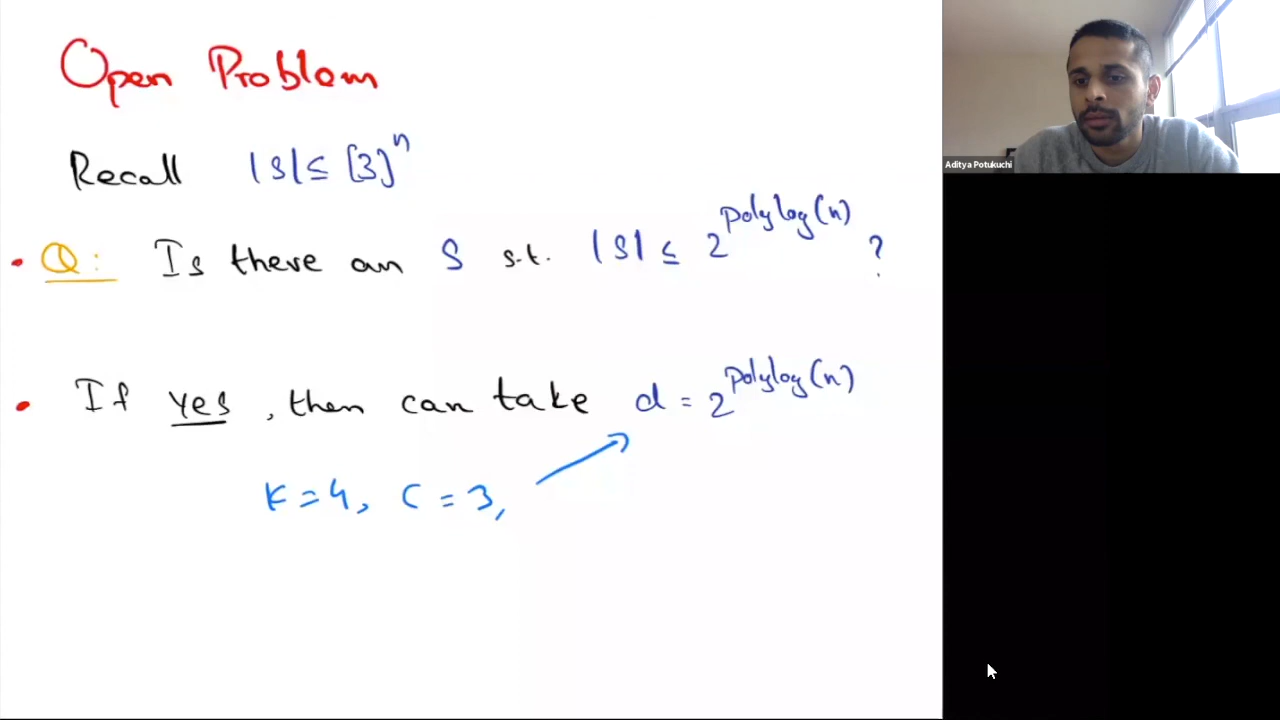 Open Problem
Recall |S| ≤ [3]^n
• Q: Is there an S s.t. |S| ≤ 2^polylog(n) ?
• If yes, then can take d = 2^polylog(n)
K=4, C=3,
Aditya Potukuchi